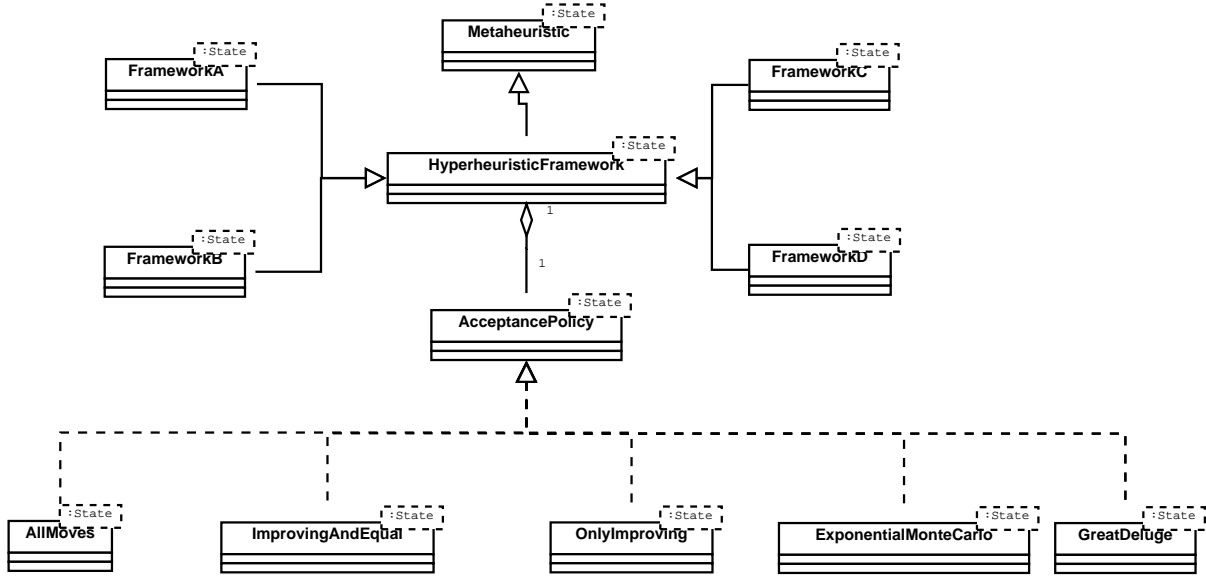 :State
Metaheuristic
:State
FrameworkA
:State
FrameworkC
:State
HyperheuristicFramework
1
:State
FrameworkB
:State
FrameworkD
1
:State
AcceptancePolicy
:State
AllMoves
:State
ImprovingAndEqual
:State
OnlyImproving
:State
ExponentialMonteCarlo
:State
GreatDeluge